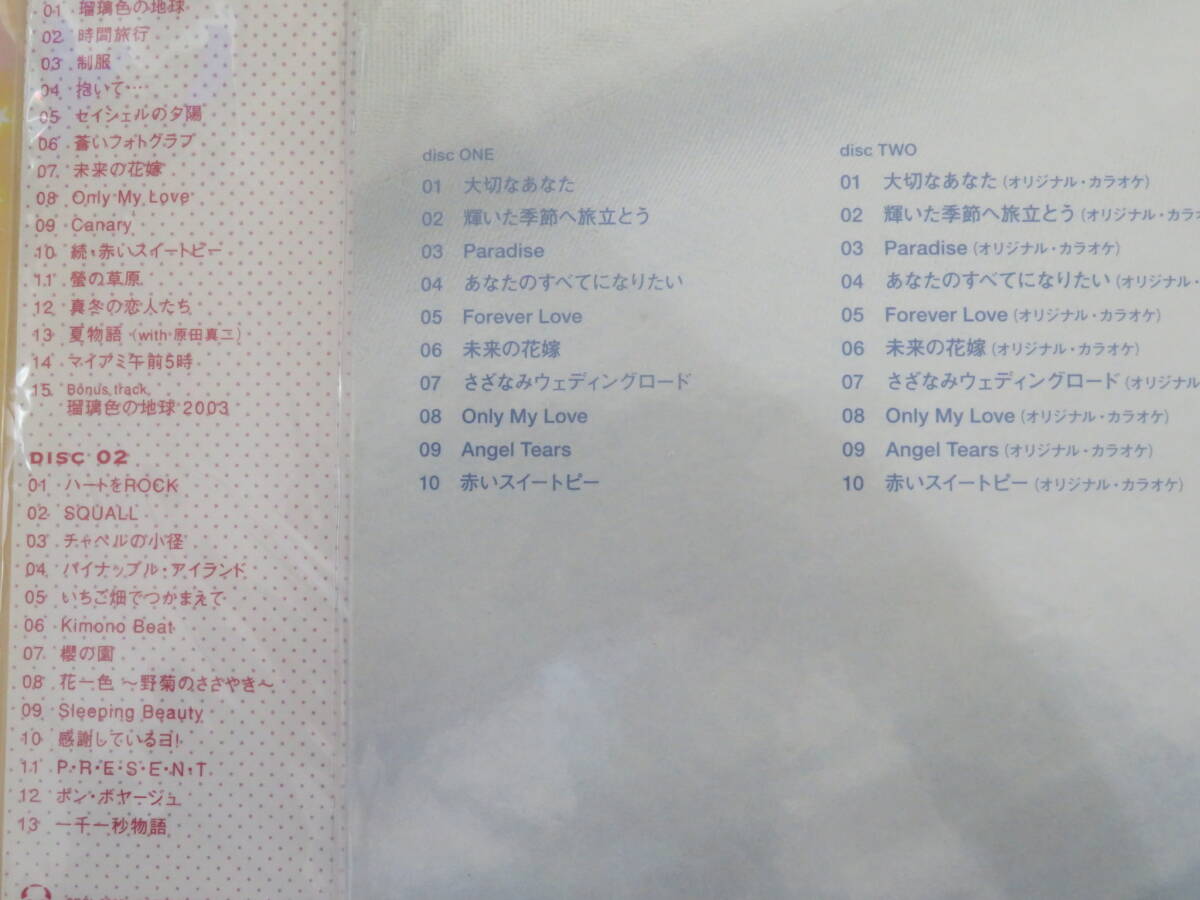 01 瑠璃色の地球
02 時間旅行
03 制服
04 抱いて…
05 セイシェルの夕陽
06 蒼いフォトグラフ
07 未来の花嫁
08 Only My Love
09 Canary
10 続・赤いスイートピー
11 螢の草原
12 真冬の恋人たち
13 夏物語 (with 原田真二)
14 マイアミ午前5時
15 Bonus track
瑠璃色の地球 2003
DISC 02
01 ハートをROCK
02 SQUALL
03 チャペルの小径
04 パイナップル・アイランド
05 いちご畑でつかまえて
06 Kimono Beat
07 櫻の園
08 花一色 〜野菊のささやき〜
09 Sleeping Beauty
10 感謝しているヨ!
11 P・R・E・S・E・N・T
12 ボン・ボヤージュ
13 一千一秒物語
disc ONE
01 大切なあなた
02 輝いた季節へ旅立とう
03 Paradise
04 あなたのすべてになりたい
05 Forever Love
06 未来の花嫁
07 さざなみウェディングロード
08 Only My Love
09 Angel Tears
10 赤いスイートピー
disc TWO
01 大切なあなた (オリジナル・カラオケ)
02 輝いた季節へ旅立とう (オリジナル・カラオ
03 Paradise (オリジナル・カラオケ)
04 あなたのすべてになりたい (オリジナル・
05 Forever Love (オリジナル・カラオケ)
06 未来の花嫁 (オリジナル・カラオケ)
07 さざなみウェディングロード (オリジナル
08 Only My Love (オリジナル・カラオケ)
09 Angel Tears (オリジナル・カラオケ)
10 赤いスイートピー (オリジナル・カラオケ)